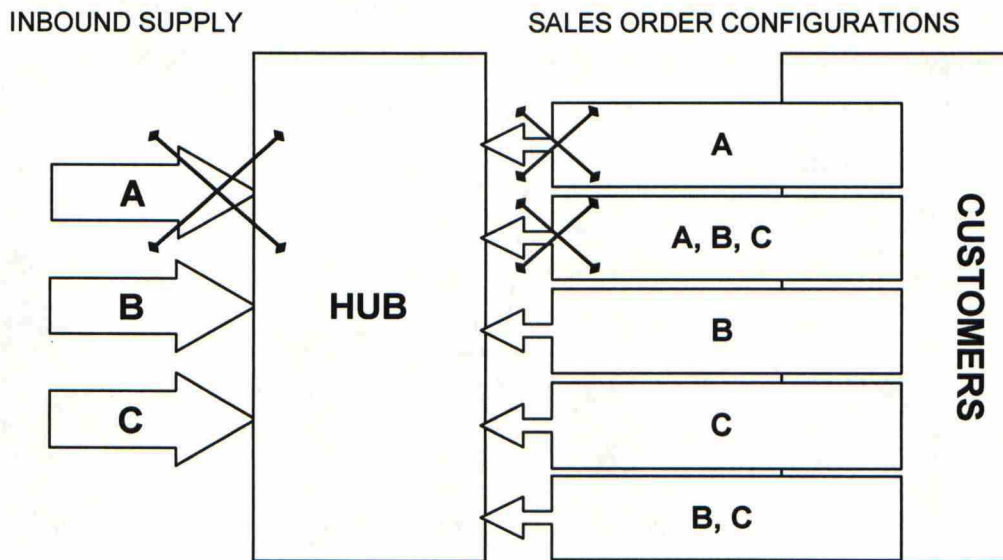 INBOUND SUPPLY
SALES ORDER CONFIGURATIONS
A
B
C
HUB
A
A, B, C
B
C
B, C
CUSTOMERS